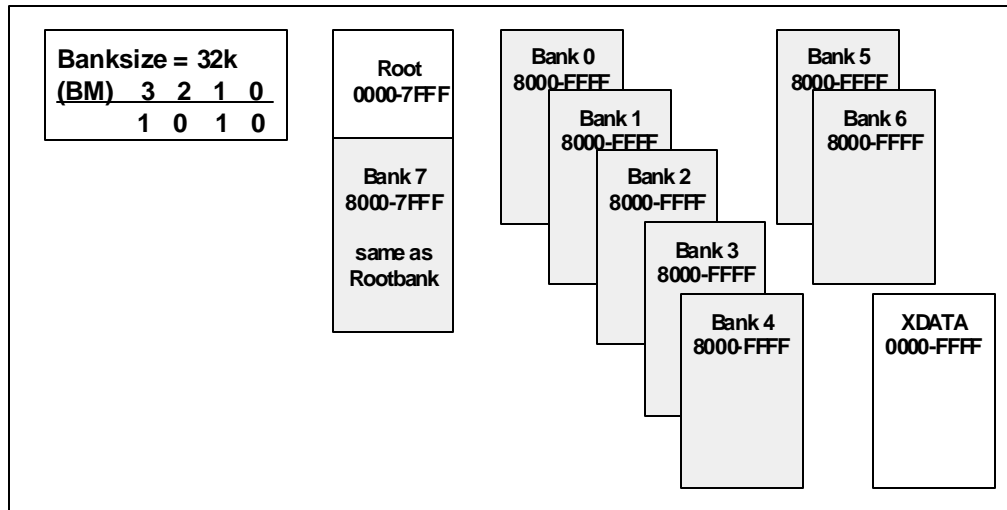 Banksize = 32k
(BM) 3 2 1 0
1 0 1 0
Root
0000-7FFF
Bank 7
8000-7FFF
same as
Rootbank
Bank 0
8000-FFFF
Bank 1
8000-FFFF
Bank 2
8000-FFFF
Bank 3
8000-FFFF
Bank 4
8000-FFFF
Bank 5
8000-FFFF
Bank 6
8000-FFFF
XDATA
0000-FFFF